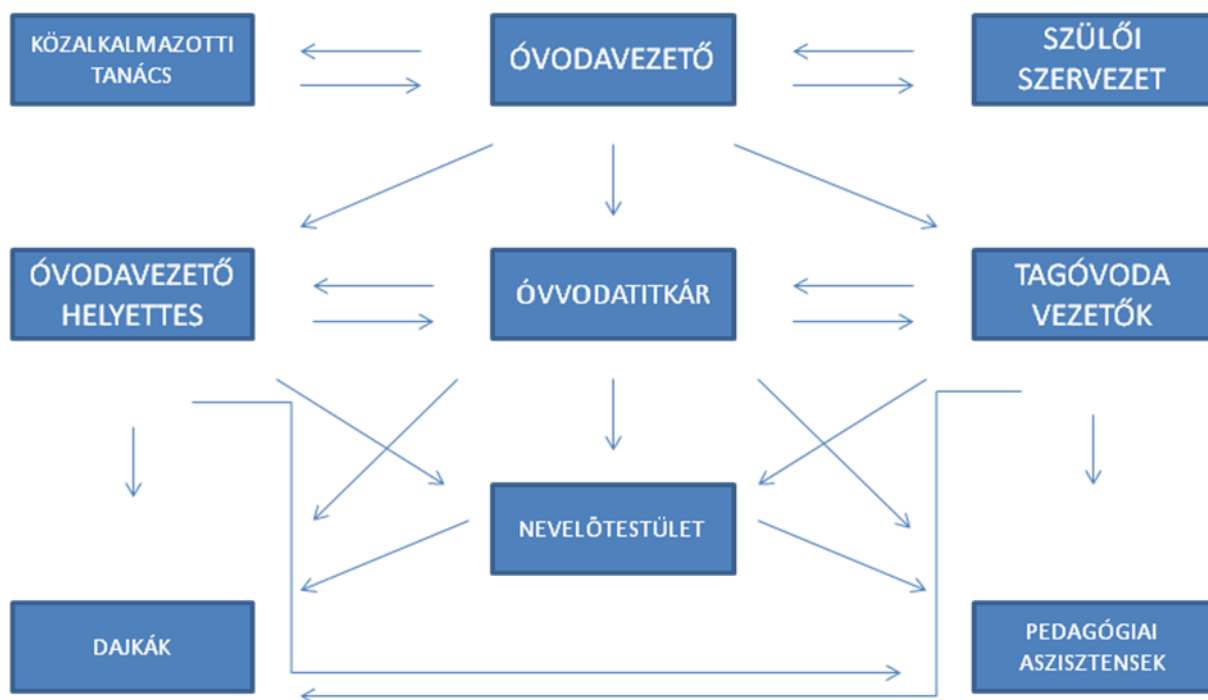 KÖZALKALMAZOTTI
TANÁCS
ÓVODAVEZETŐ
SZÜLŐI
SZERVEZET
ÓVODAVEZETŐ
HELYETTES
ÓVVODATITKÁR
TAGÓVODA
VEZETŐK
NEVELŐTESTÜLET
DAJKÁK
PEDAGÓGIAI
ASZISZTENSEK